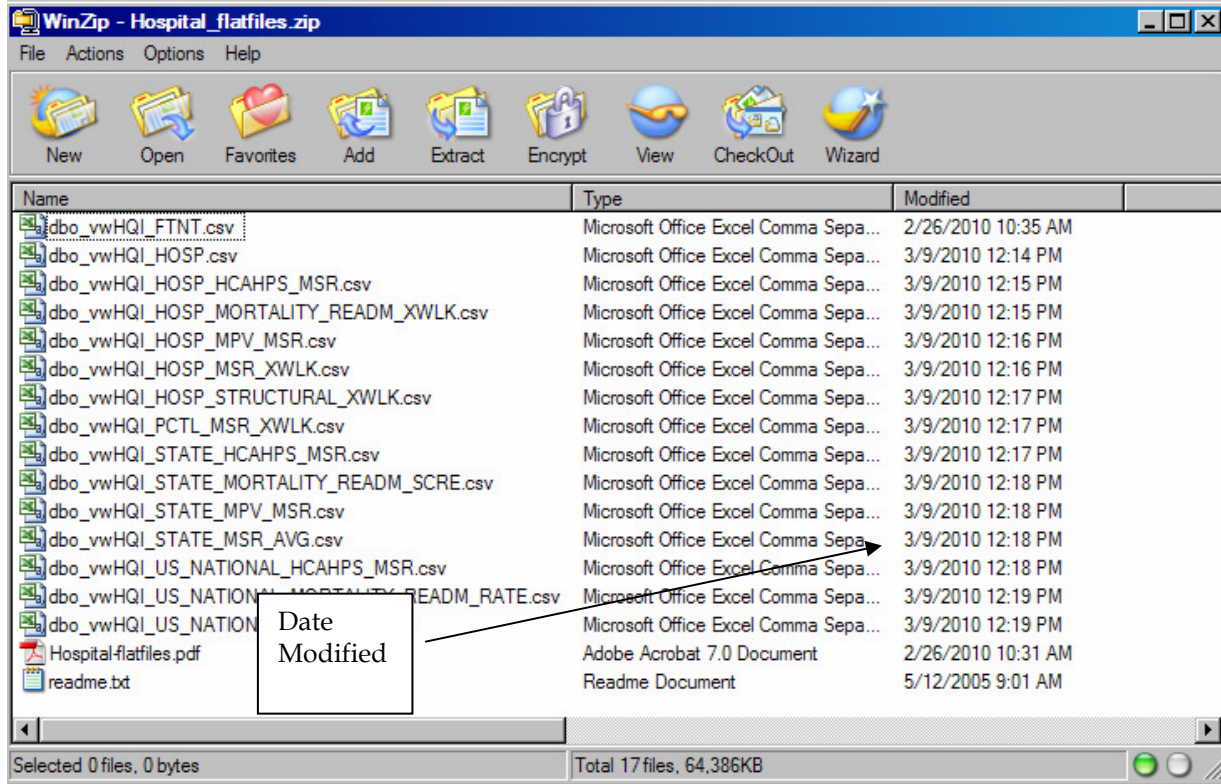 WinZip - Hospital_flatfiles.zip
File Actions Options Help
New Open Favorites Add Extract Encrypt View CheckOut Wizard
Name Type Modified
dbo_vwHQI_FTNT.csv Microsoft Office Excel Comma Sepa... 2/26/2010 10:35 AM
dbo_vwHQI_HOSP.csv Microsoft Office Excel Comma Sepa... 3/9/2010 12:14 PM
dbo_vwHQI_HOSP_HCAHPS_MSR.csv Microsoft Office Excel Comma Sepa... 3/9/2010 12:15 PM
dbo_vwHQI_HOSP_MORTALITY_READM_XWLK.csv Microsoft Office Excel Comma Sepa... 3/9/2010 12:15 PM
dbo_vwHQI_HOSP_MPV_MSR.csv Microsoft Office Excel Comma Sepa... 3/9/2010 12:16 PM
dbo_vwHQI_HOSP_MSR_XWLK.csv Microsoft Office Excel Comma Sepa... 3/9/2010 12:16 PM
dbo_vwHQI_HOSP_STRUCTURAL_XWLK.csv Microsoft Office Excel Comma Sepa... 3/9/2010 12:17 PM
dbo_vwHQI_PCTL_MSR_XWLK.csv Microsoft Office Excel Comma Sepa... 3/9/2010 12:17 PM
dbo_vwHQI_STATE_HCAHPS_MSR.csv Microsoft Office Excel Comma Sepa... 3/9/2010 12:17 PM
dbo_vwHQI_STATE_MORTALITY_READM_SCRE.csv Microsoft Office Excel Comma Sepa... 3/9/2010 12:18 PM
dbo_vwHQI_STATE_MPV_MSR.csv Microsoft Office Excel Comma Sepa... 3/9/2010 12:18 PM
dbo_vwHQI_STATE_MSR_AVG.csv Microsoft Office Excel Comma Sepa... 3/9/2010 12:18 PM
dbo_vwHQI_US_NATIONAL_HCAHPS_MSR.csv Microsoft Office Excel Comma Sepa... 3/9/2010 12:18 PM
dbo_vwHQI_US_NATIONAL_MORTALITY_READM_RATE.csv Microsoft Office Excel Comma Sepa... 3/9/2010 12:19 PM
dbo_vwHQI_US_NATION Microsoft Office Excel Comma Sepa... 3/9/2010 12:19 PM
Date
Modified
Hospital-flatfiles.pdf Adobe Acrobat 7.0 Document 2/26/2010 10:31 AM
readme.txt Readme Document 5/12/2005 9:01 AM
Selected 0 files, 0 bytes Total 17 files, 64,386KB